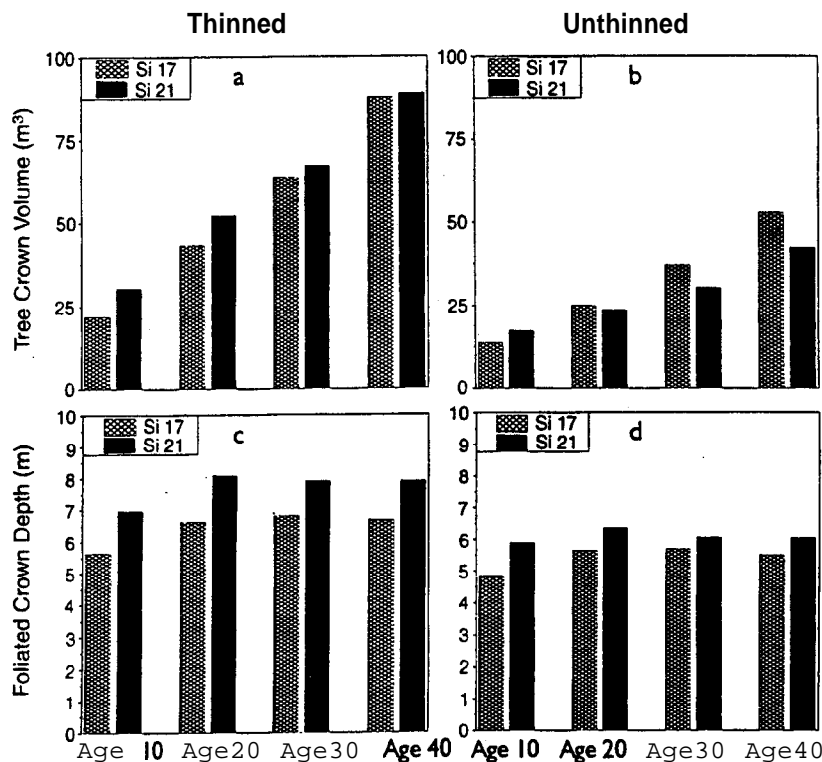 Thinned
Unthinned
Tree Crown Volume (m³)
100
75
50
25
0
Si 17
Si 21
a
100
75
50
25
0
Si 17
Si 21
b
Foliated Crown Depth (m)
10
9
8
7
6
5
4
3
2
1
0
Si 17
Si 21
c
10
9
8
7
6
5
4
3
2
1
0
Si 17
Si 21
d
Age 10 Age20 Age30 Age 40
Age 10 Age 20 Age30 Age40